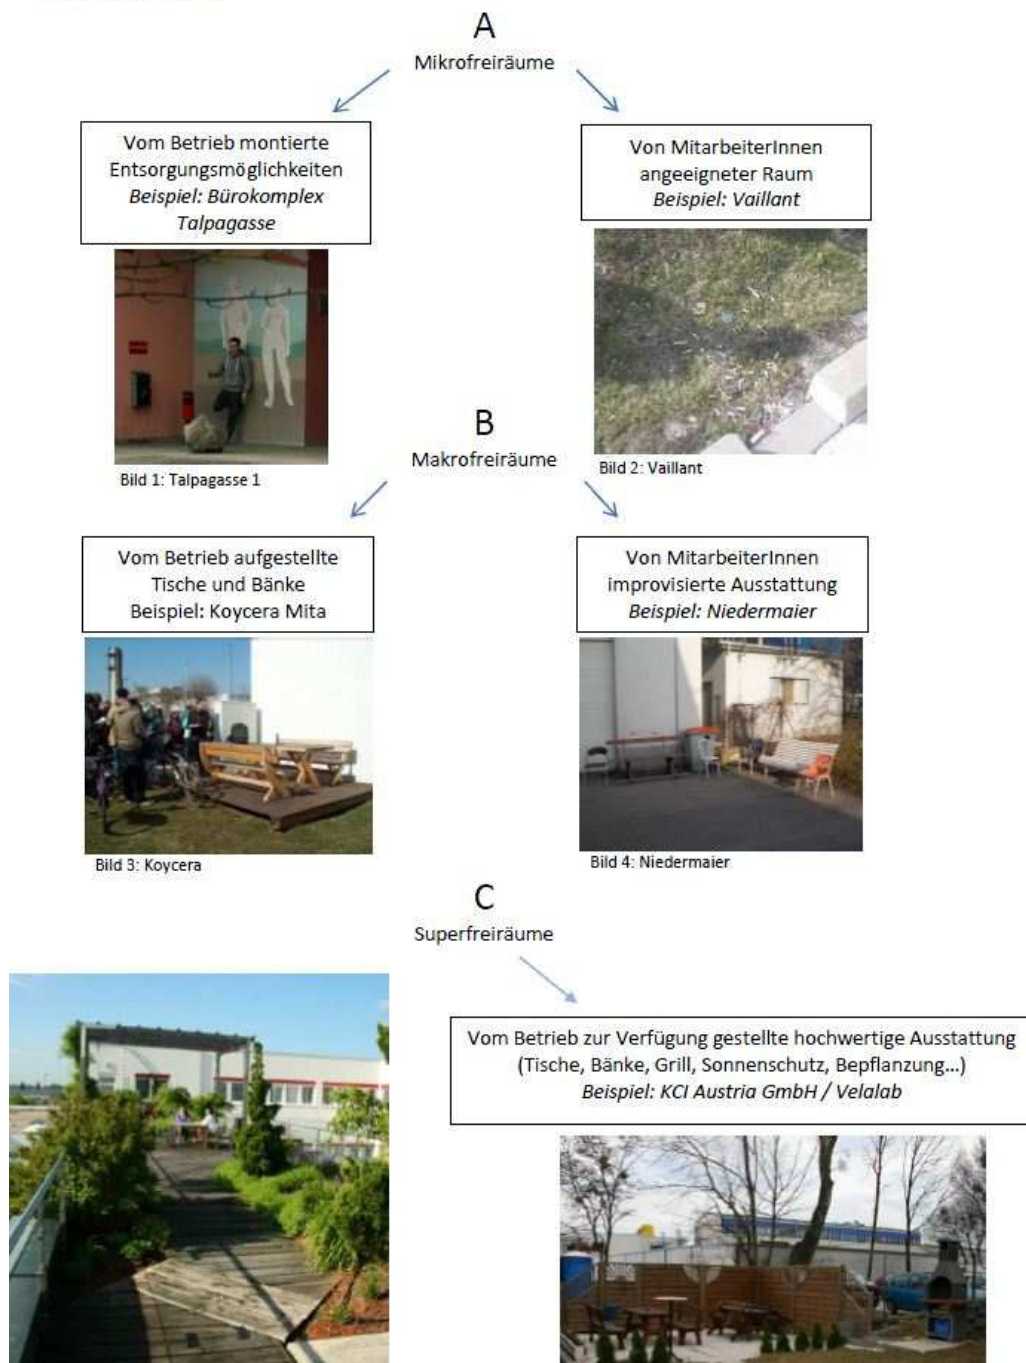 A
Mikrofreiräume
Vom Betrieb montierte
Entsorgungsmöglichkeiten
Beispiel: Bürokomplex
Talpagasse
Von MitarbeiterInnen
angeeigneter Raum
Beispiel: Vaillant
Bild 1: Talpagasse 1
Bild 2: Vaillant
B
Makrofreiräume
Vom Betrieb aufgestellte
Tische und Bänke
Beispiel: Koycera Mita
Von MitarbeiterInnen
improvisierte Ausstattung
Beispiel: Niedermaier
Bild 3: Koycera
Bild 4: Niedermaier
C
Superfreiräume
Vom Betrieb zur Verfügung gestellte hochwertige Ausstattung
(Tische, Bänke, Grill, Sonnenschutz, Bepflanzung...)
Beispiel: KCI Austria GmbH / Velalab